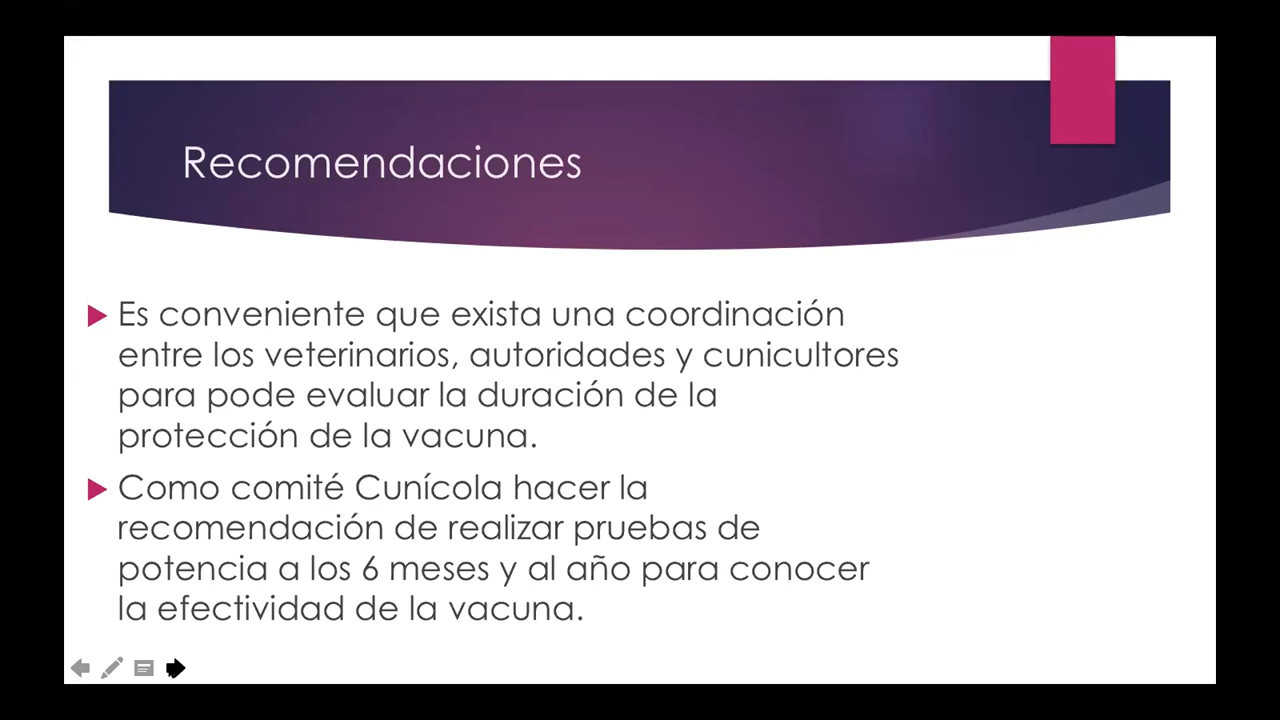 Recomendaciones
Es conveniente que exista una coordinación
entre los veterinarios, autoridades y cunicultores
para pode evaluar la duración de la
protección de la vacuna.
Como comité Cunícola hacer la
recomendación de realizar pruebas de
potencia a los 6 meses y al año para conocer
la efectividad de la vacuna.